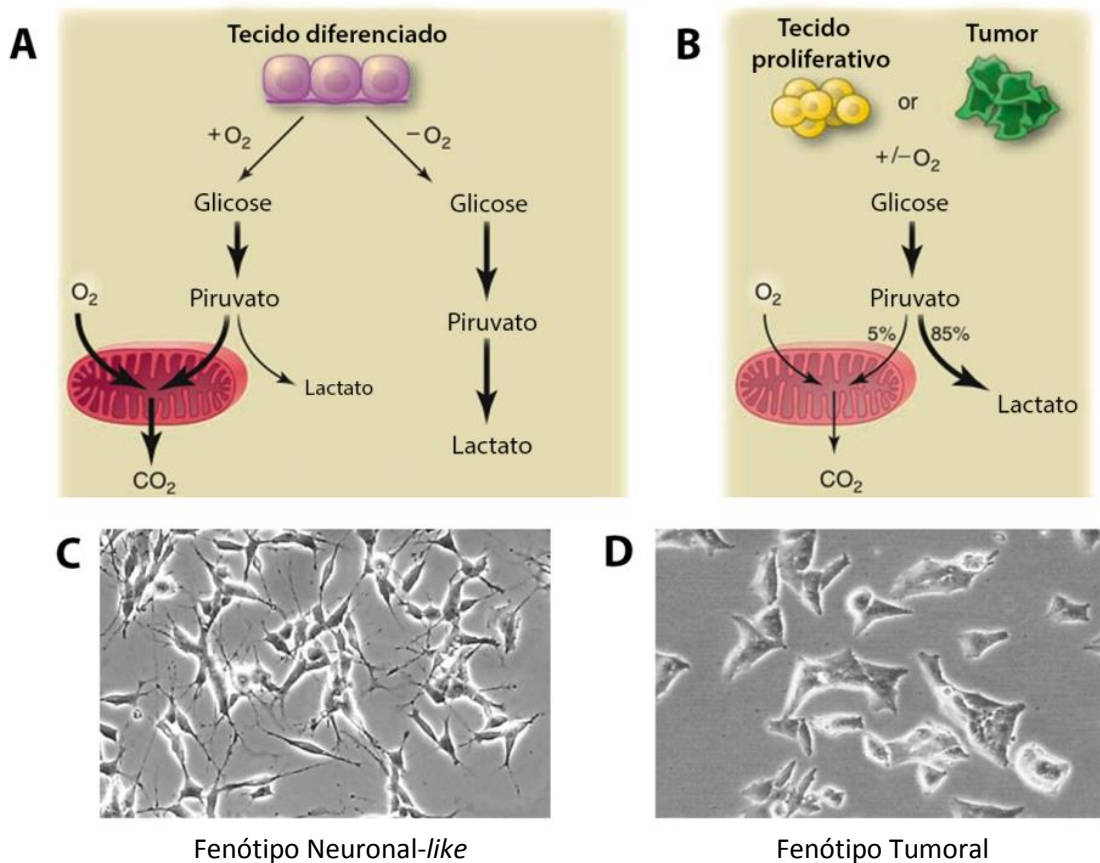 A
Tecido diferenciado
+O₂
−O₂
Glicose
Glicose
O₂
Piruvato
Piruvato
Lactato
Lactato
CO₂
B
Tecido
proliferativo
or
Tumor
+/−O₂
Glicose
O₂
Piruvato
5%
85%
Lactato
CO₂
C
D
Fenótipo Neuronal-like
Fenótipo Tumoral